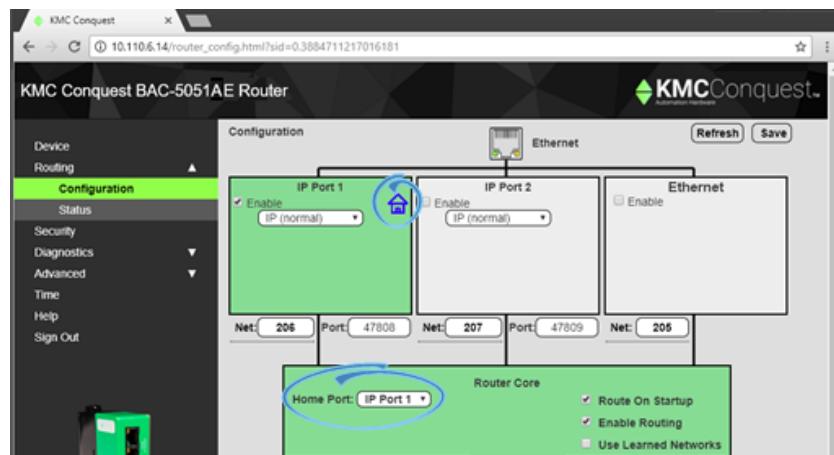 KMC Conquest
10.110.6.14/router_config.html?sid=0.3884711217016181
KMC Conquest BAC-5051AE Router
KMCConquest™
Automation Hardware
Device
Routing
Configuration
Status
Security
Diagnostics
Advanced
Time
Help
Sign Out
Configuration
Ethernet
Refresh
Save
IP Port 1
Enable
IP (normal)
IP Port 2
Enable
IP (normal)
Ethernet
Enable
Net: 206 Port: 47808
Net: 207 Port: 47809
Net: 205
Router Core
Home Port: IP Port 1
Route On Startup
Enable Routing
Use Learned Networks